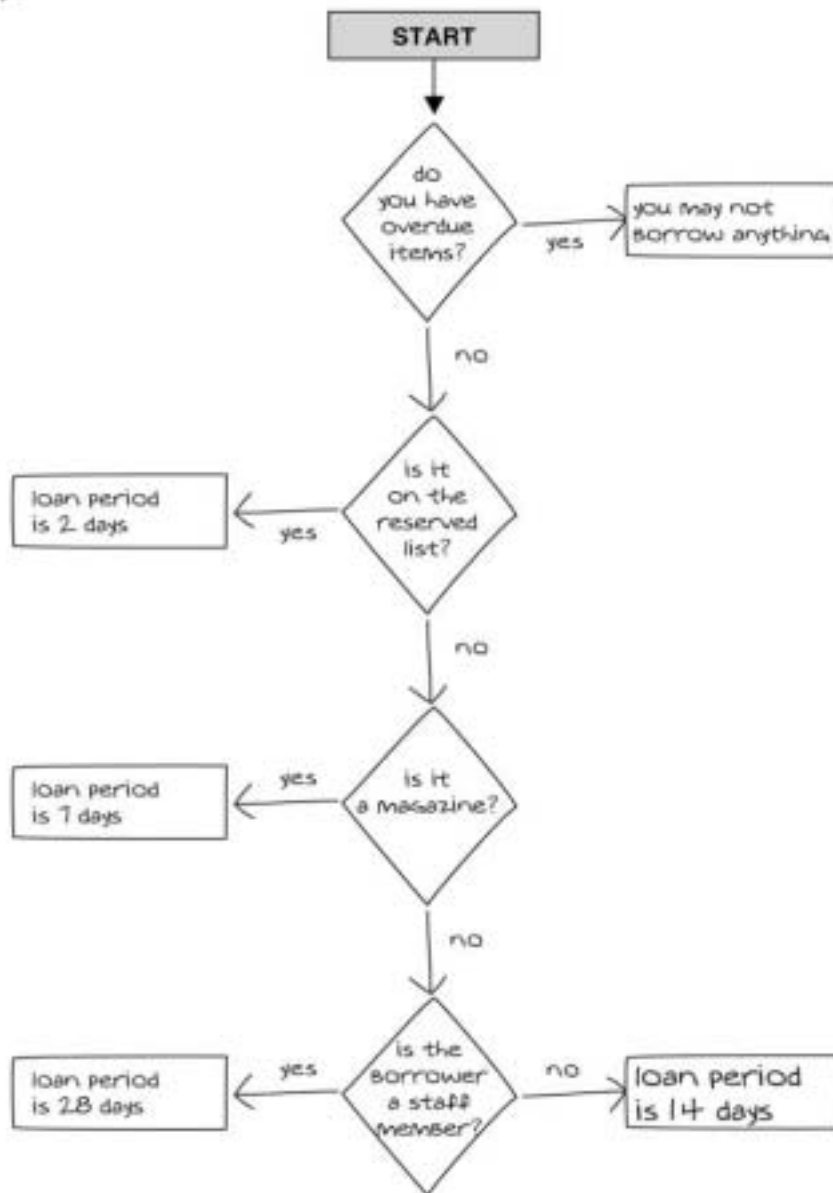 START
do
you have
overdue
items?
yes
you may not
borrow anything
no
is it
on the
reserved
list?
yes
loan period
is 2 days
no
is it
a magazine?
yes
loan period
is 7 days
no
is the
borrower
a staff
member?
yes
loan period
is 28 days
no
loan period
is 14 days